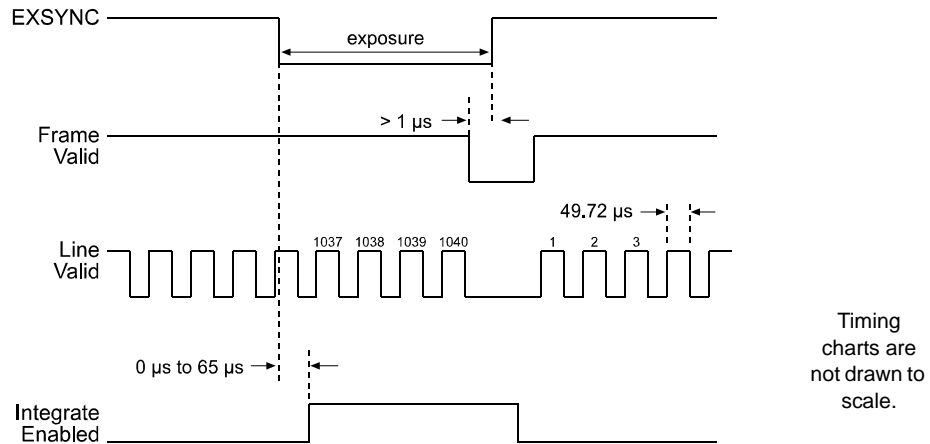 EXSYNC
exposure
> 1 µs
Frame
Valid
49.72 µs
1037 1038 1039 1040 1 2 3
Line
Valid
0 µs to 65 µs
Integrate
Enabled
Timing
charts are
not drawn to
scale.